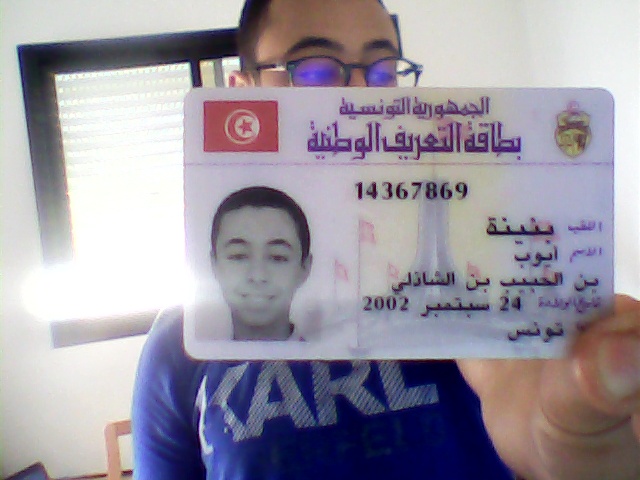 الجمهورية التونسية
بطاقة التعريف الوطنية
14367869
اللقب بنينة
الاسم أيوب
بن الحبيب بن الشاذلي
تاريخ الولادة 24 سبتمبر 2002
تونس
KARL